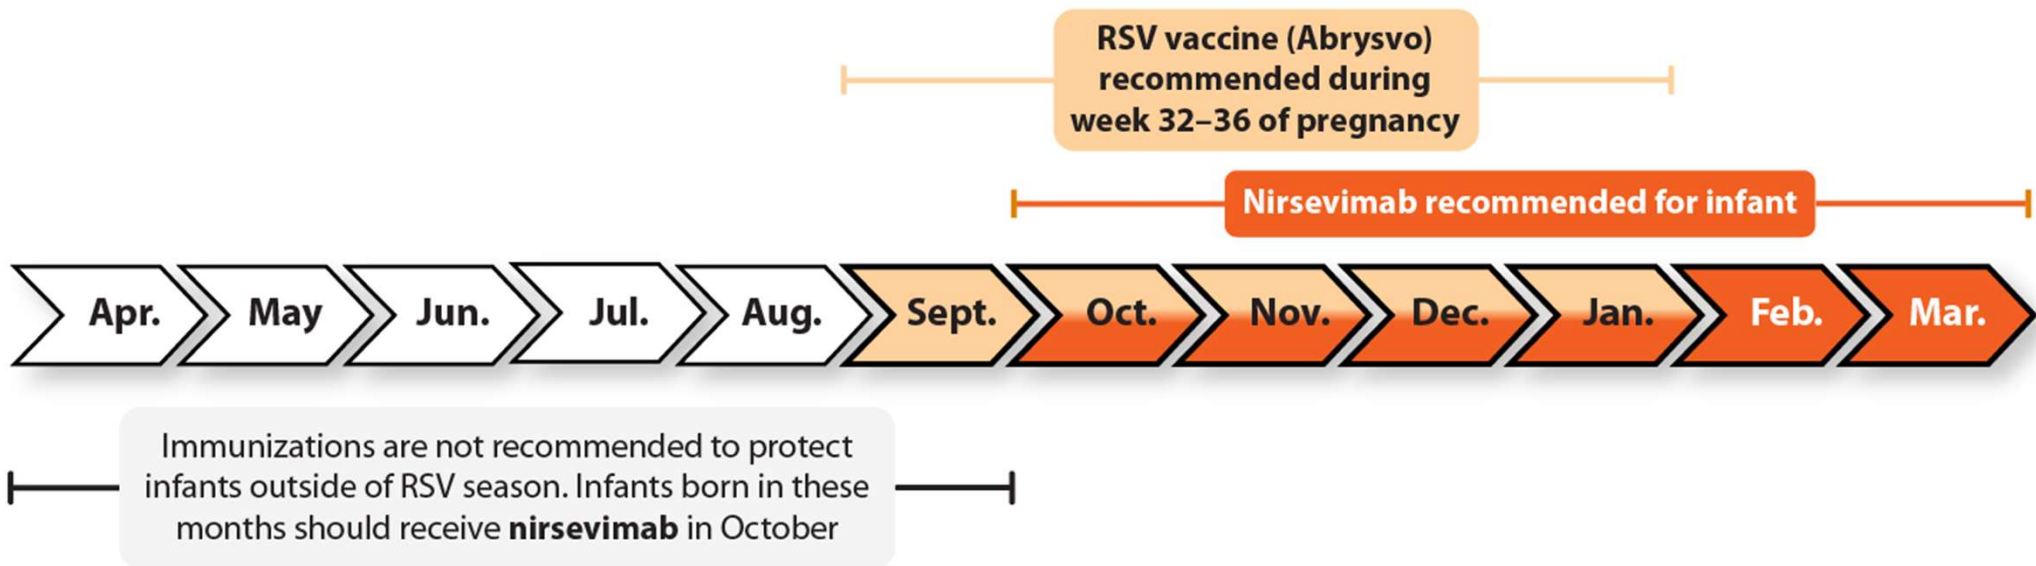 RSV vaccine (Abrysvo)
recommended during
week 32–36 of pregnancy
Nirsevimab recommended for infant
Apr. May Jun. Jul. Aug. Sept. Oct. Nov. Dec. Jan. Feb. Mar.
Immunizations are not recommended to protect
infants outside of RSV season. Infants born in these
months should receive nirsevimab in October